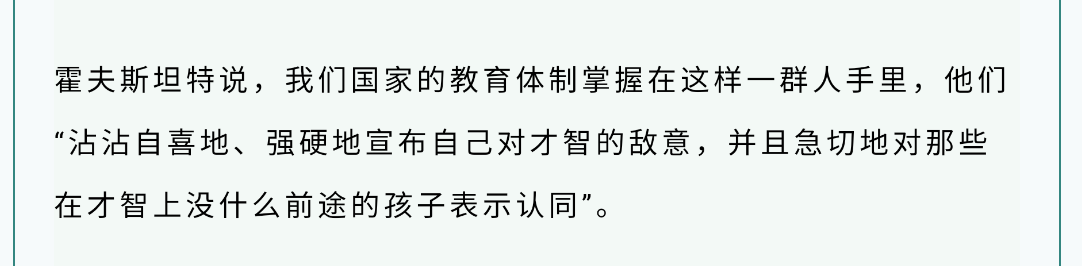 霍夫斯坦特说，我们国家的教育体制掌握在这样一群人手里，他们
“沾沾自喜地、强硬地宣布自己对才智的敌意，并且急切地对那些
在才智上没什么前途的孩子表示认同”。